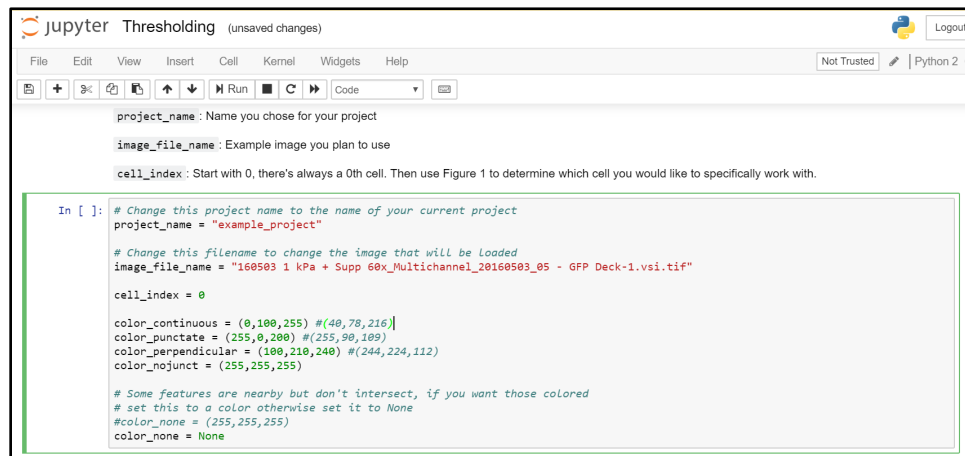 jupyter Thresholding (unsaved changes) Logout
File Edit View Insert Cell Kernel Widgets Help Not Trusted Python 2
Run Code
project_name : Name you chose for your project
image_file_name : Example image you plan to use
cell_index : Start with 0, there's always a 0th cell. Then use Figure 1 to determine which cell you would like to specifically work with.
In [ ]: # Change this project name to the name of your current project
project_name = "example_project"
# Change this filename to change the image that will be loaded
image_file_name = "160503 1 kPa + Supp 60x_Multichannel_20160503_05 - GFP Deck-1.vsi.tif"
cell_index = 0
color_continuous = (0,100,255) #(40,78,216)
color_punctate = (255,0,200) #(255,90,109)
color_perpendicular = (100,210,240) #(244,224,112)
color_nojunct = (255,255,255)
# Some features are nearby but don't intersect, if you want those colored
# set this to a color otherwise set it to None
#color_none = (255,255,255)
color_none = None